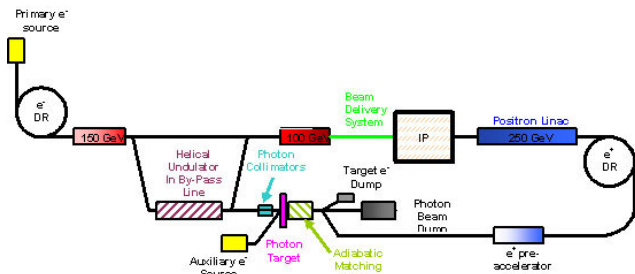 Primary e-
source
e-
DR
150 GeV
100 GeV
Beam
Delivery
System
IP
Positron Linac
250 GeV
e+
DR
Helical
Undulator
In By-Pass
Line
Photon
Collimators
Target e-
Dump
Photon
Beam
Dump
Auxiliary e-
Source
Photon
Target
Adiabatic
Matching
e+ pre-
accelerator